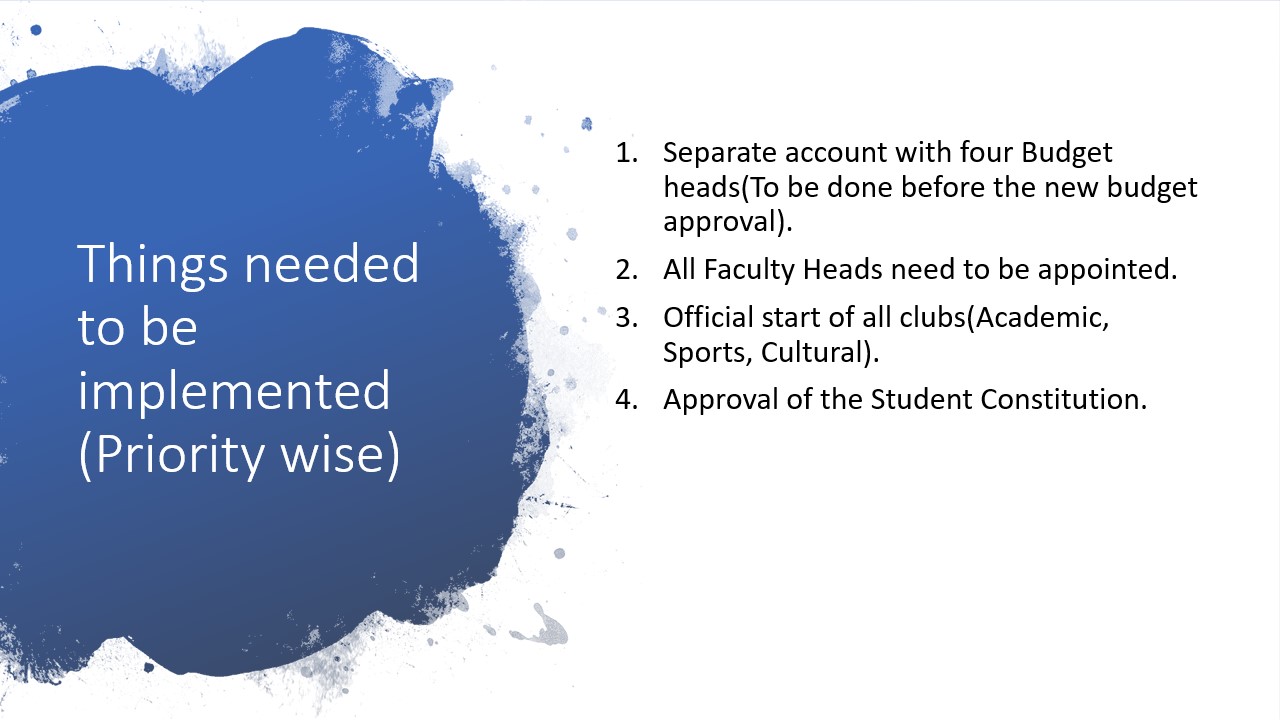 Things needed
to be
implemented
(Priority wise)
1. Separate account with four Budget
heads(To be done before the new budget
approval).
2. All Faculty Heads need to be appointed.
3. Official start of all clubs(Academic,
Sports, Cultural).
4. Approval of the Student Constitution.